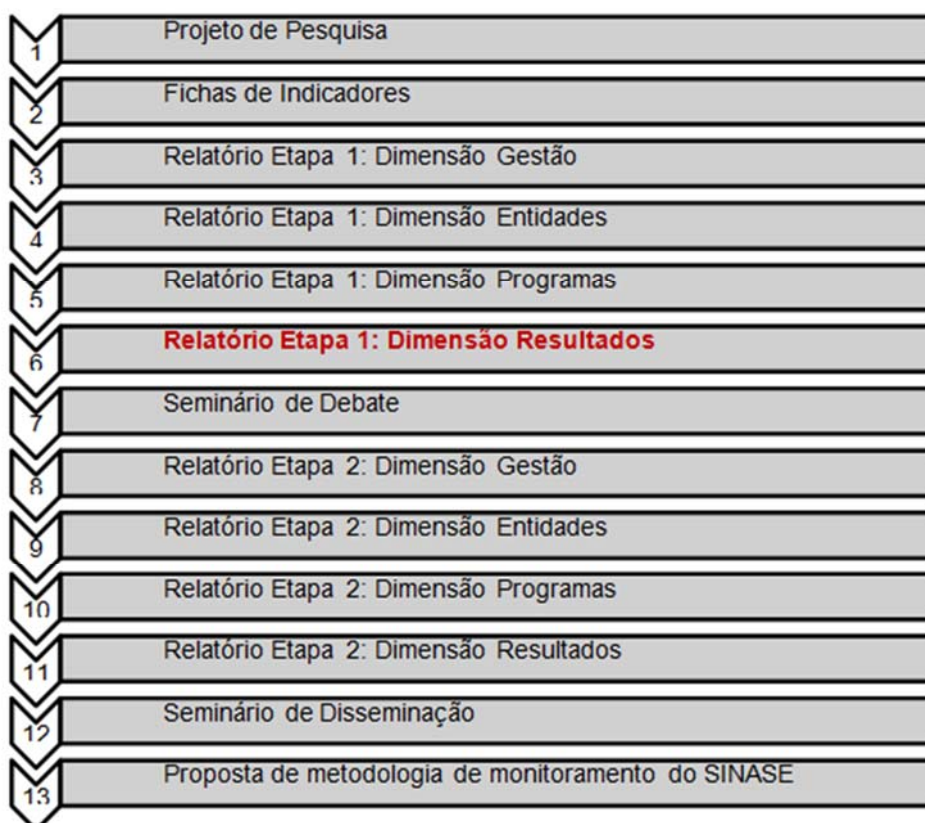 1 Projeto de Pesquisa
2 Fichas de Indicadores
3 Relatório Etapa 1: Dimensão Gestão
4 Relatório Etapa 1: Dimensão Entidades
5 Relatório Etapa 1: Dimensão Programas
6 Relatório Etapa 1: Dimensão Resultados
7 Seminário de Debate
8 Relatório Etapa 2: Dimensão Gestão
9 Relatório Etapa 2: Dimensão Entidades
10 Relatório Etapa 2: Dimensão Programas
11 Relatório Etapa 2: Dimensão Resultados
12 Seminário de Disseminação
13 Proposta de metodologia de monitoramento do SINASE